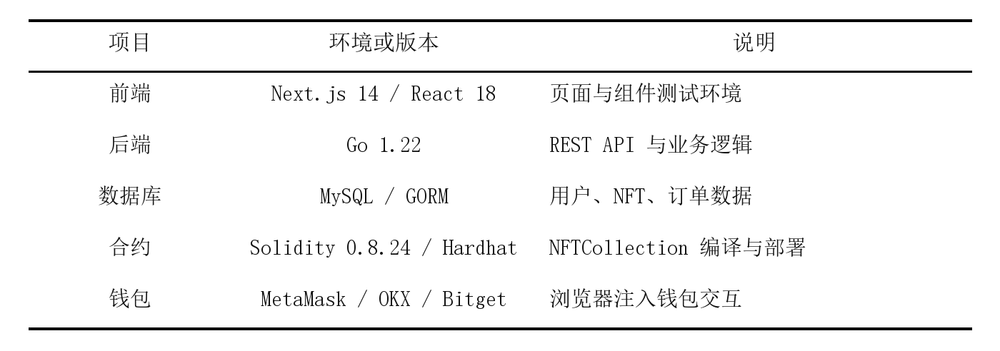 项目 环境或版本 说明
前端 Next.js 14 / React 18 页面与组件测试环境
后端 Go 1.22 REST API 与业务逻辑
数据库 MySQL / GORM 用户、NFT、订单数据
合约 Solidity 0.8.24 / Hardhat NFTCollection 编译与部署
钱包 MetaMask / OKX / Bitget 浏览器注入钱包交互